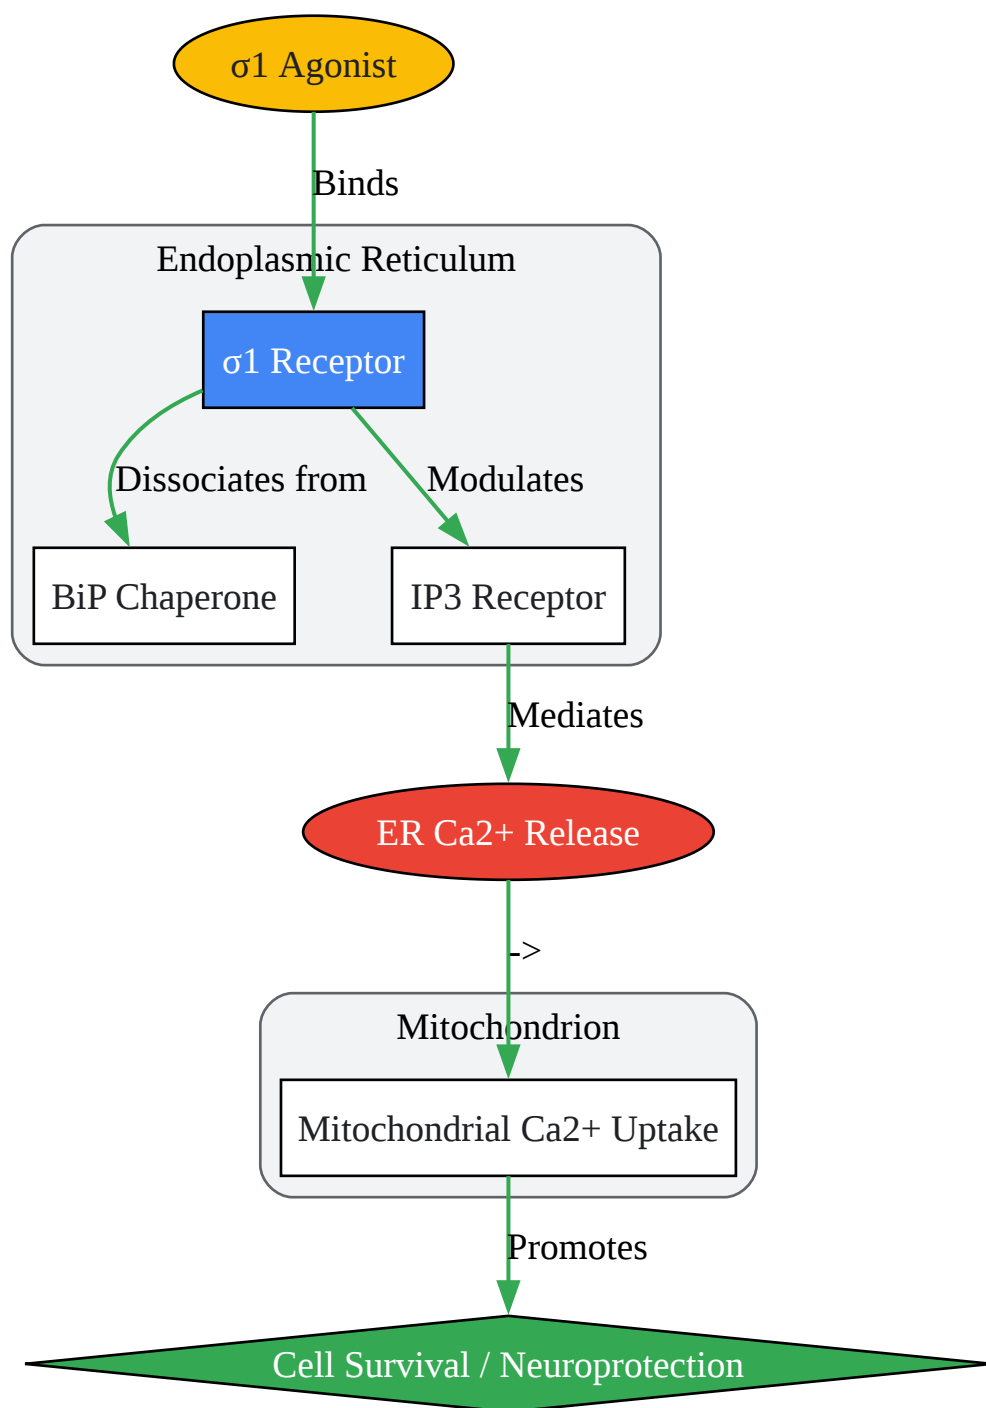 σ1 Agonist
Binds
Endoplasmic Reticulum
σ1 Receptor
Dissociates from
Modulates
BiP Chaperone
IP3 Receptor
Mediates
ER Ca2+ Release
->
Mitochondrion
Mitochondrial Ca2+ Uptake
Promotes
Cell Survival / Neuroprotection